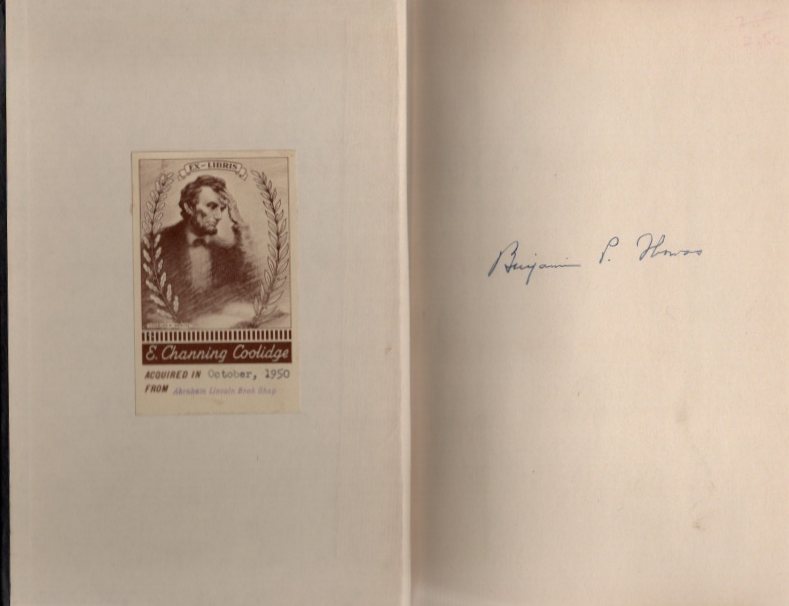 EX-LIBRIS
E. Channing Coolidge
ACQUIRED IN October, 1950
FROM Abraham Lincoln Book Shop
Benjamin P. Thomas